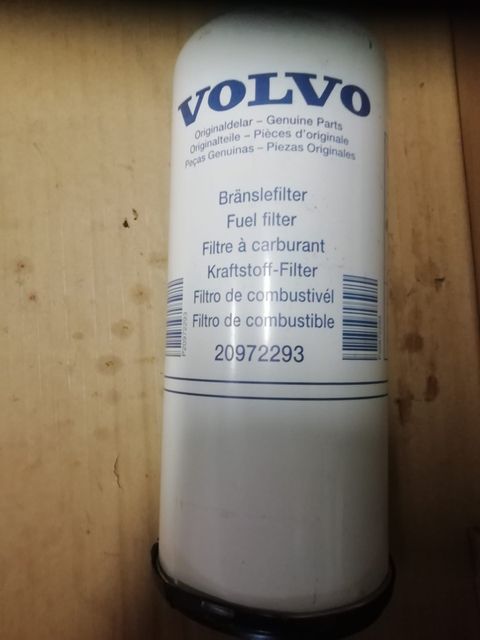 VOLVO
Originaldelar – Genuine Parts
Originalteile – Pièces d'originale
Peças Genuinas – Piezas Originales
Bränslefilter
Fuel filter
Filtre à carburant
Kraftstoff-Filter
Filtro de combustivél
Filtro de combustible
20972293
P20972293